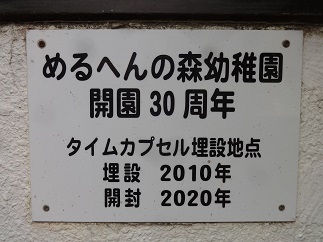 めるへんの森幼稚園
開園 30 周年
タイムカプセル埋設地点
埋設 2010年
開封 2020年